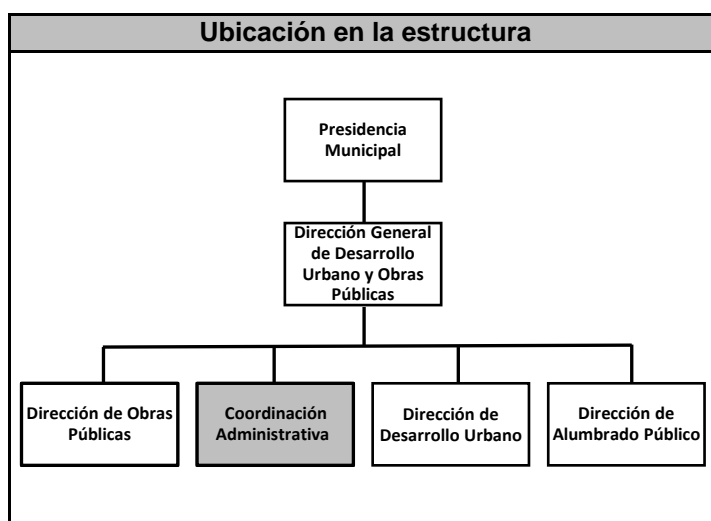 Ubicación en la estructura
Presidencia
Municipal
Dirección General
de Desarrollo
Urbano y Obras
Públicas
Dirección de Obras
Públicas
Coordinación
Administrativa
Dirección de
Desarrollo Urbano
Dirección de
Alumbrado Público